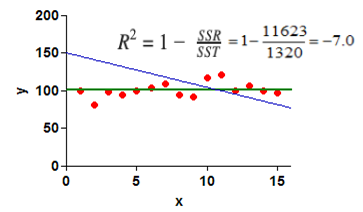 R² = 1 − SSR/SST = 1 − 11623/1320 = −7.0
200
150
100
50
0
Y
0 5 10 15
X